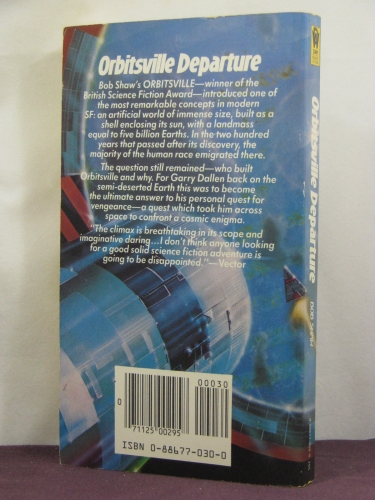 Orbitsville Departure
Bob Shaw's ORBITSVILLE—winner of the
British Science Fiction Award—introduced one of
the most remarkable concepts in modern
SF: an artificial world of immense size, built as a
shell enclosing its sun, with a landmass
equal to five billion Earths. In the two hundred
years that passed after its discovery, the
majority of the human race emigrated there.
The question still remained—who built
Orbitsville and why. For Garry Dallen back on the
semi-deserted Earth this was to become
the ultimate answer to his personal quest for
vengeance—a quest which took him across
space to confront a cosmic enigma.
"The climax is breathtaking in its scope and
imaginative daring...I don't think anyone looking
for a good solid science fiction adventure is
going to be disappointed."—Vector
00030
0
71125 00295
ISBN 0-88677-030-0
Orbitsville Departure
BOB SHAW